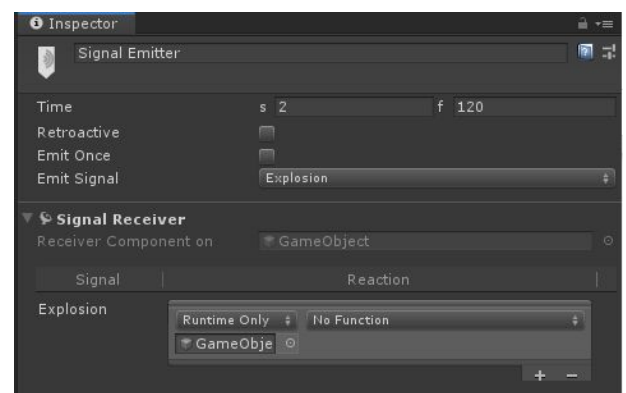 Inspector
Signal Emitter
Time s 2 f 120
Retroactive
Emit Once
Emit Signal Explosion
Signal Receiver
Receiver Component on GameObject
Signal Reaction
Explosion
Runtime Only No Function
GameObje
+ −